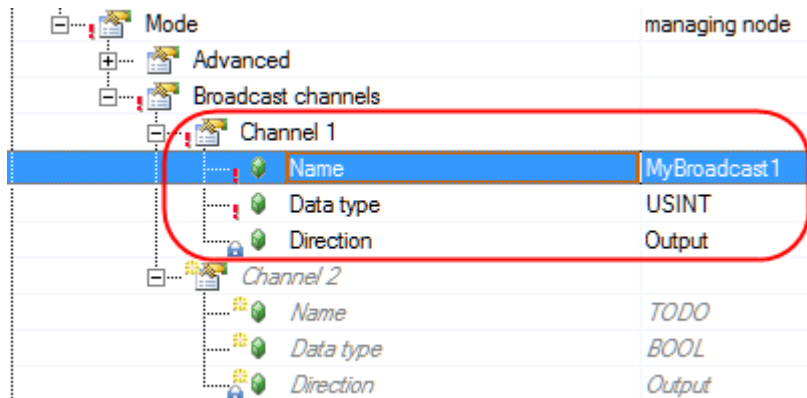 Mode managing node
Advanced
Broadcast channels
Channel 1
Name MyBroadcast1
Data type USINT
Direction Output
Channel 2
Name TODO
Data type BOOL
Direction Output